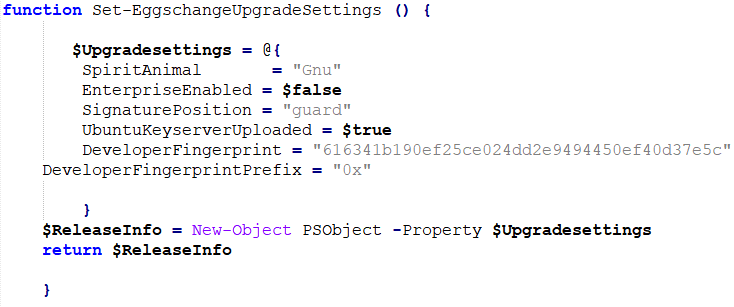 function Set-EggschangeUpgradeSettings () {
$Upgradesettings = @{
SpiritAnimal = "Gnu"
EnterpriseEnabled = $false
SignaturePosition = "guard"
UbuntuKeyserverUploaded = $true
DeveloperFingerprint = "616341b190ef25ce024dd2e9494450ef40d37e5c"
DeveloperFingerprintPrefix = "0x"
}
$ReleaseInfo = New-Object PSObject -Property $Upgradesettings
return $ReleaseInfo
}